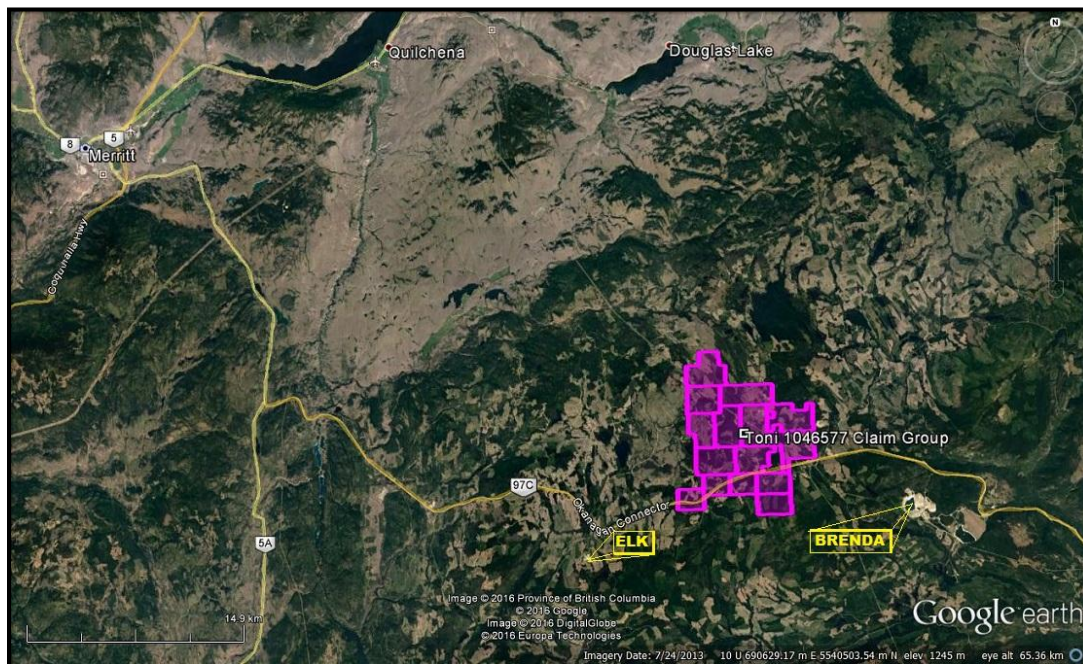 N
Quilchena
Douglas Lake
8
5
Merritt
Coquihalla Hwy
Toni 1046577 Claim Group
97C
Okanagan Connecto
ELK
BRENDA
5A
Image © 2016 Province of British Columbia
© 2016 Google
Image © 2016 DigitalGlobe
© 2016 Europa Technologies
14.9 km
Google earth
Imagery Date: 7/24/2013 10 U 690629.17 m E 5540503.54 m N elev 1245 m eye alt 65.36 km